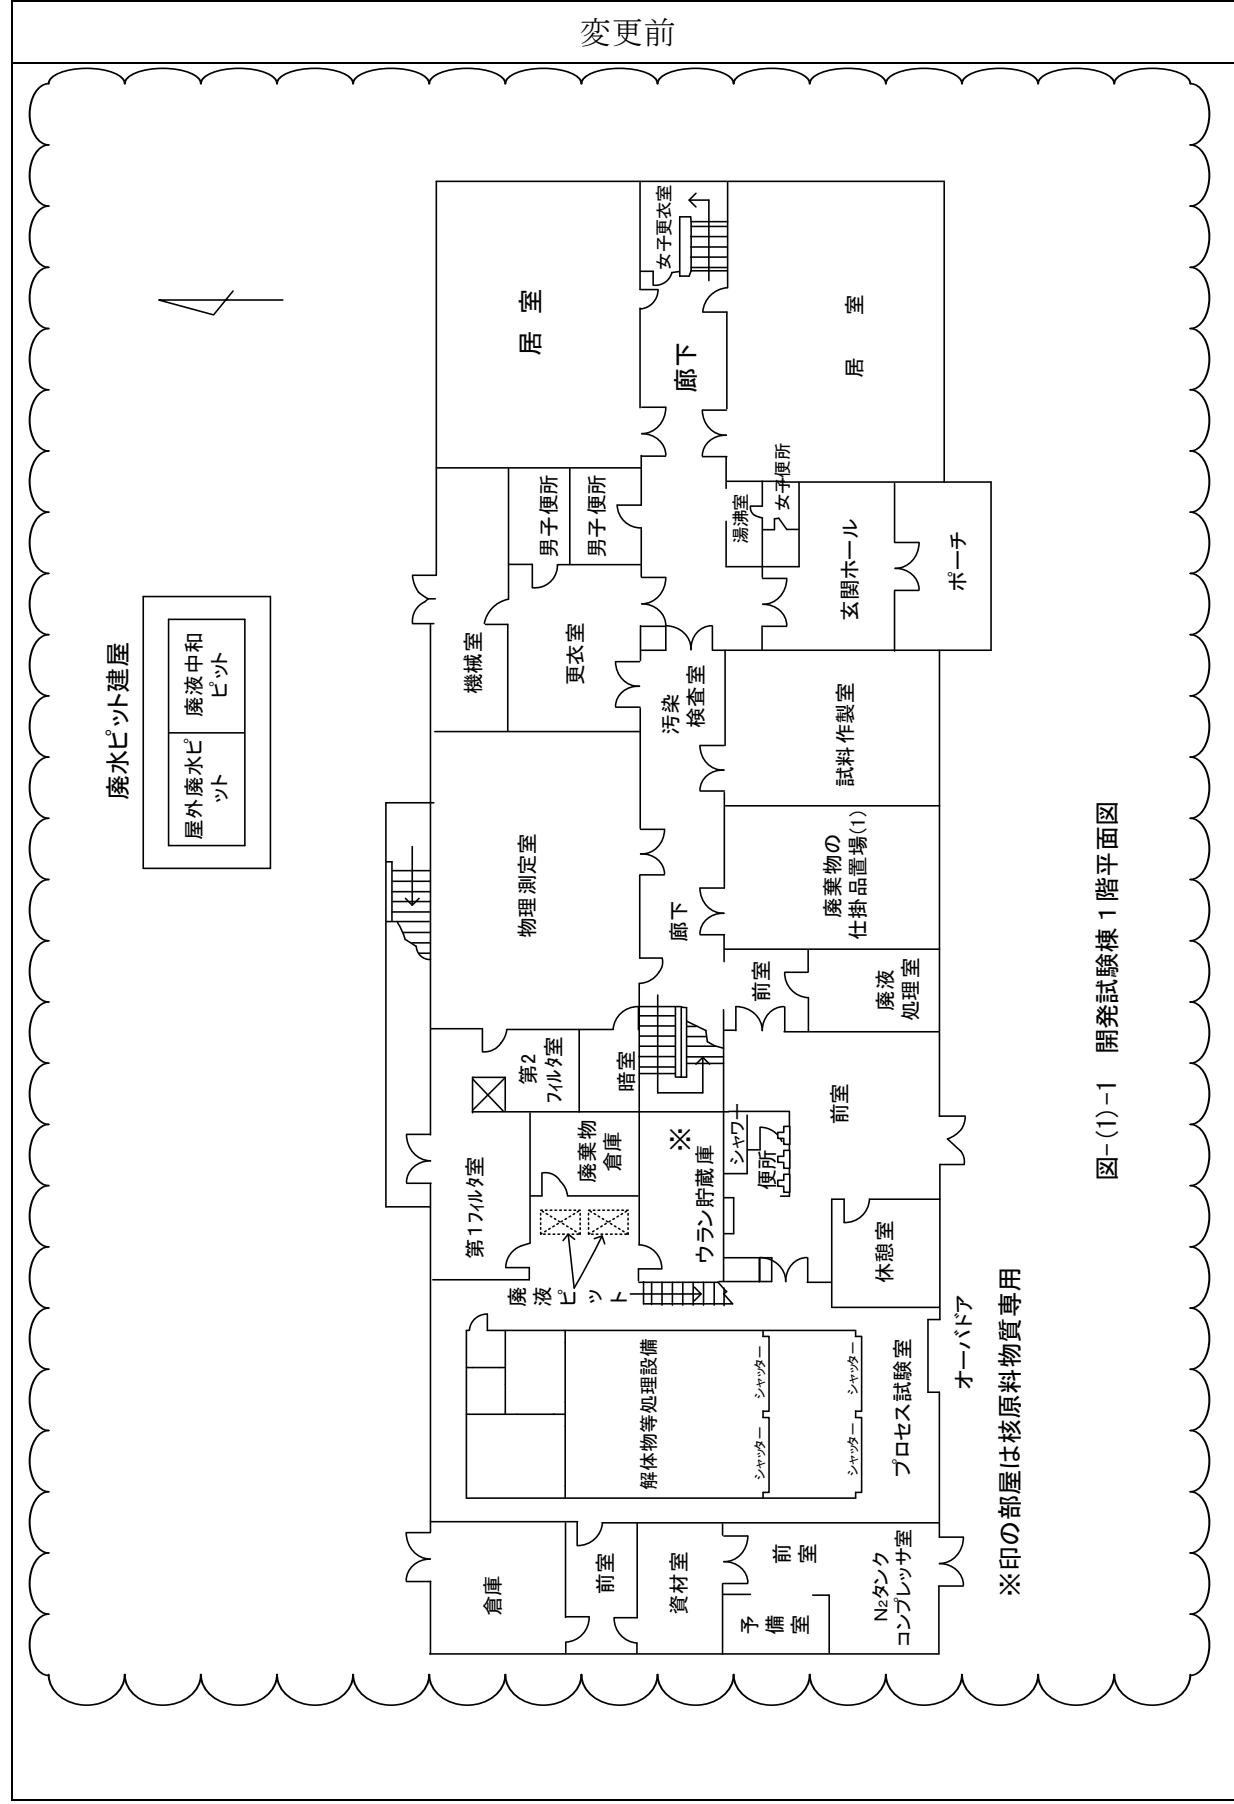 変更前
廃水ピット建屋
屋外廃水ピ
ット
廃液中和
ピット
機械室
男子便所
男子便所
更衣室
居室
女子更衣室
廊下
居室
湯沸室
女子便所
玄関ホール
ポーチ
汚染
検査室
試料作製室
物理測定室
廊下
廃棄物の
仕掛品置場(1)
前室
廃液
処理室
第1フィルタ室
第2
フィルタ室
暗室
廃棄物
倉庫
廃液ピット
※
ウラン貯蔵庫
シャワー
便所
前室
休憩室
解体物等処理設備
シャッター
シャッター
シャッター
シャッター
プロセス試験室
オーバドア
倉庫
前室
資材室
前
室
予
備
室
N₂タンク
コンプレッサ室
※印の部屋は核原料物質専用
図-(1)-1 開発試験棟1階平面図